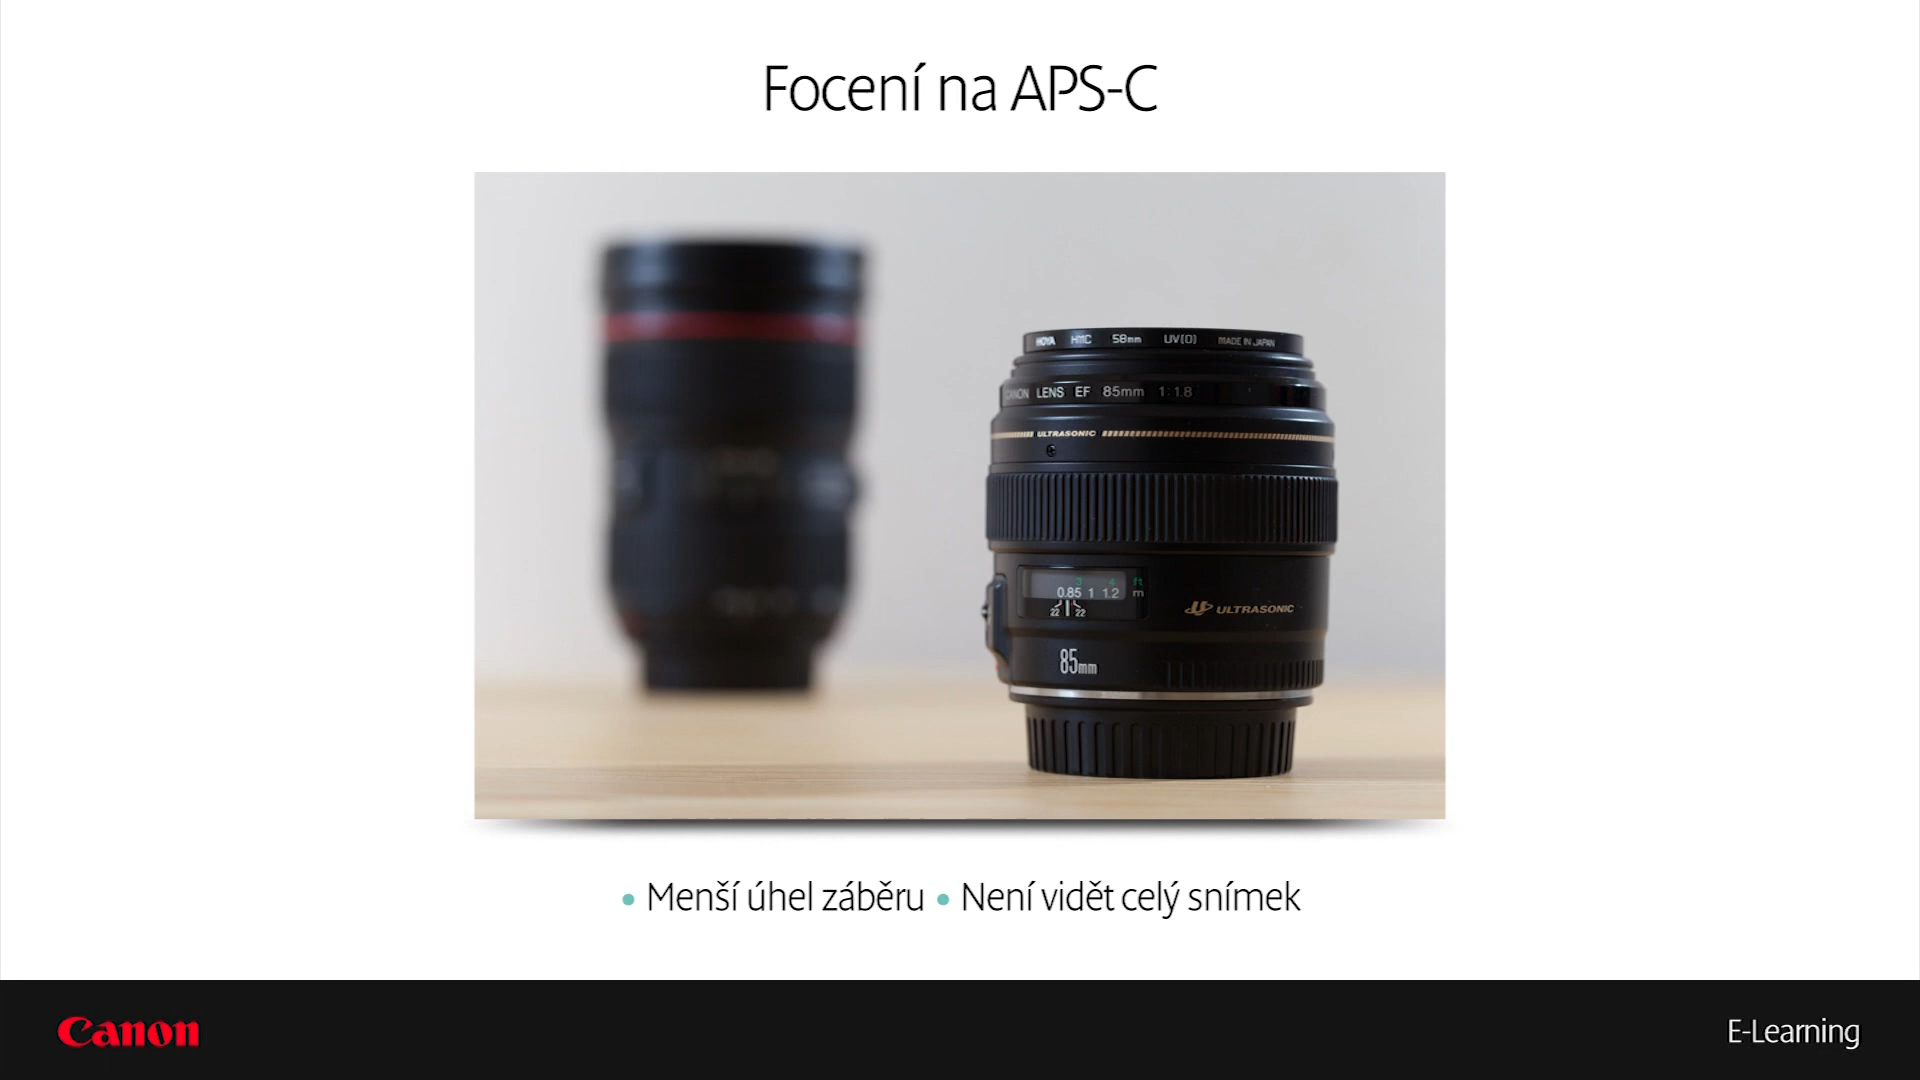 Focení na APS-C
HOYA HMC 58mm UV(0) MADE IN JAPAN
CANON LENS EF 85mm 1:1.8
ULTRASONIC
3 4 ft
0.85 1 1.2 m
22 22
ULTRASONIC
85mm
• Menší úhel záběru • Není vidět celý snímek
Canon
E-Learning